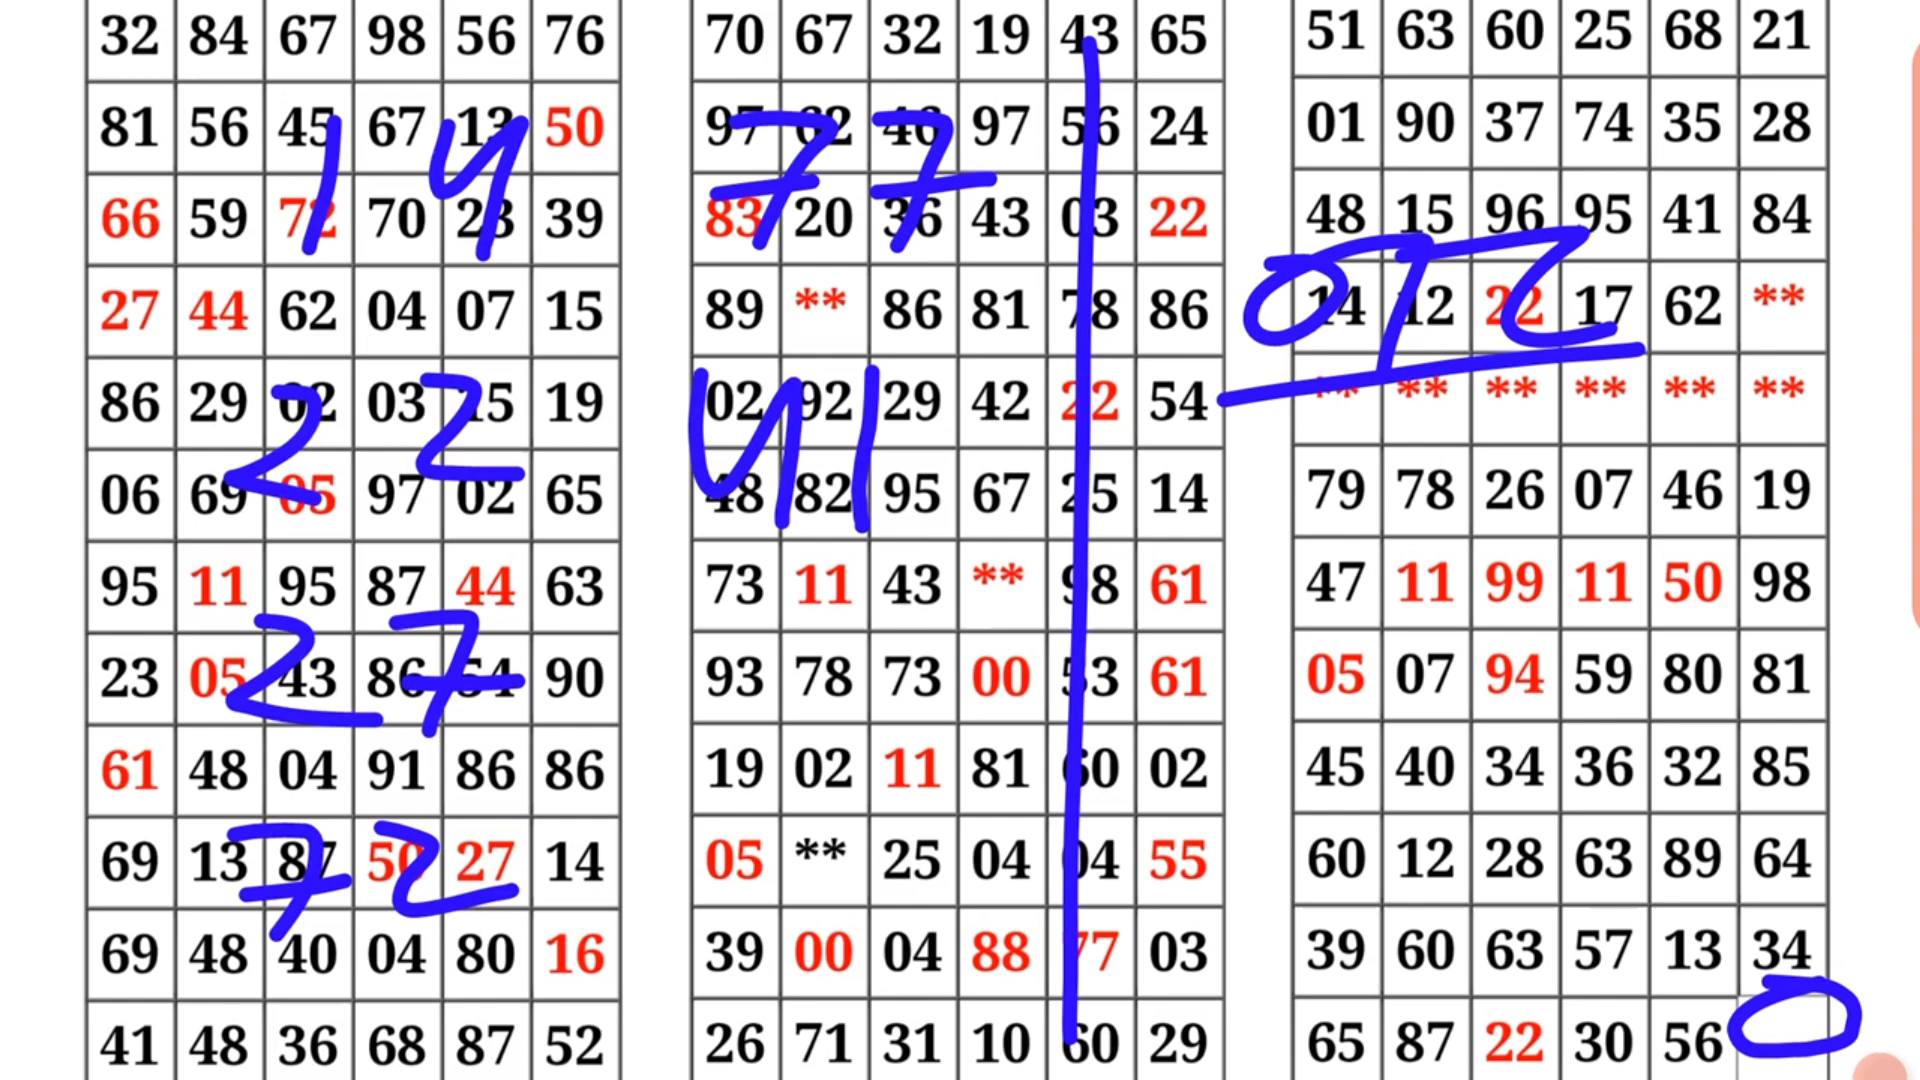 32 84 67 98 56 76
81 56 45 67 13 50
66 59 72 70 23 39
27 44 62 04 07 15
86 29 02 03 15 19
06 69 05 97 02 65
95 11 95 87 44 63
23 05 43 86 54 90
61 48 04 91 86 86
69 13 87 50 27 14
69 48 40 04 80 16
41 48 36 68 87 52
14
22
27
72
70 67 32 19 43 65
97 62 46 97 56 24
83 20 36 43 03 22
89 ** 86 81 78 86
02 92 29 42 22 54
48 82 95 67 25 14
73 11 43 ** 98 61
93 78 73 00 53 61
19 02 11 81 60 02
05 ** 25 04 04 55
39 00 04 88 77 03
26 71 31 10 60 29
77
41
51 63 60 25 68 21
01 90 37 74 35 28
48 15 96 95 41 84
14 12 22 17 62 **
** ** ** ** ** **
79 78 26 07 46 19
47 11 99 11 50 98
05 07 94 59 80 81
45 40 34 36 32 85
60 12 28 63 89 64
39 60 63 57 13 34
65 87 22 30 56